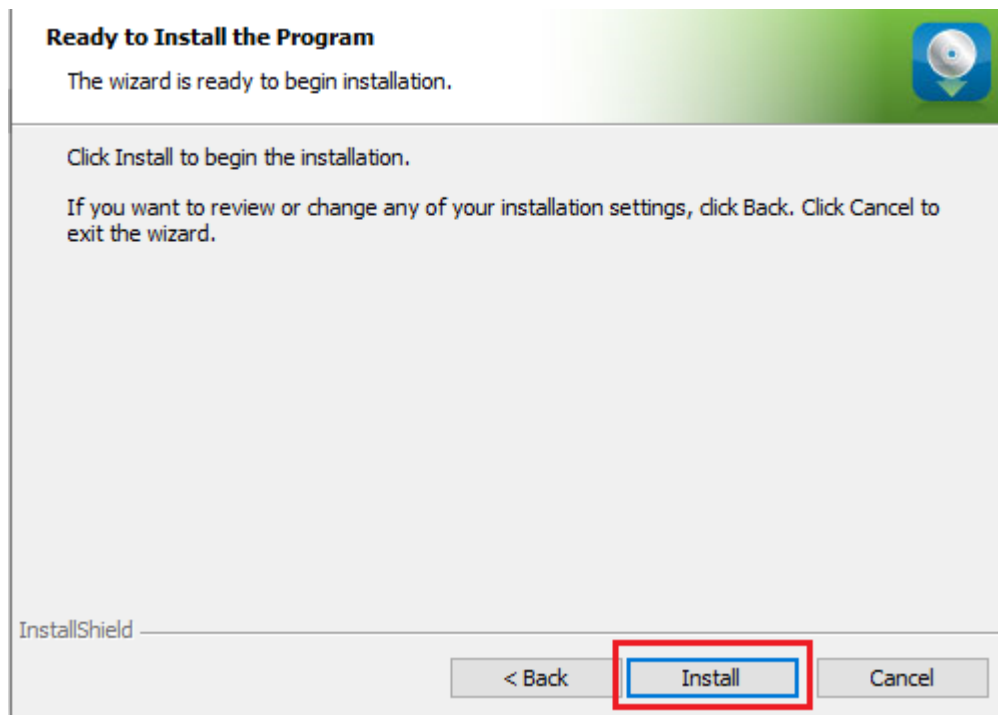 Ready to Install the Program
The wizard is ready to begin installation.
Click Install to begin the installation.
If you want to review or change any of your installation settings, click Back. Click Cancel to
exit the wizard.
InstallShield
< Back Install Cancel